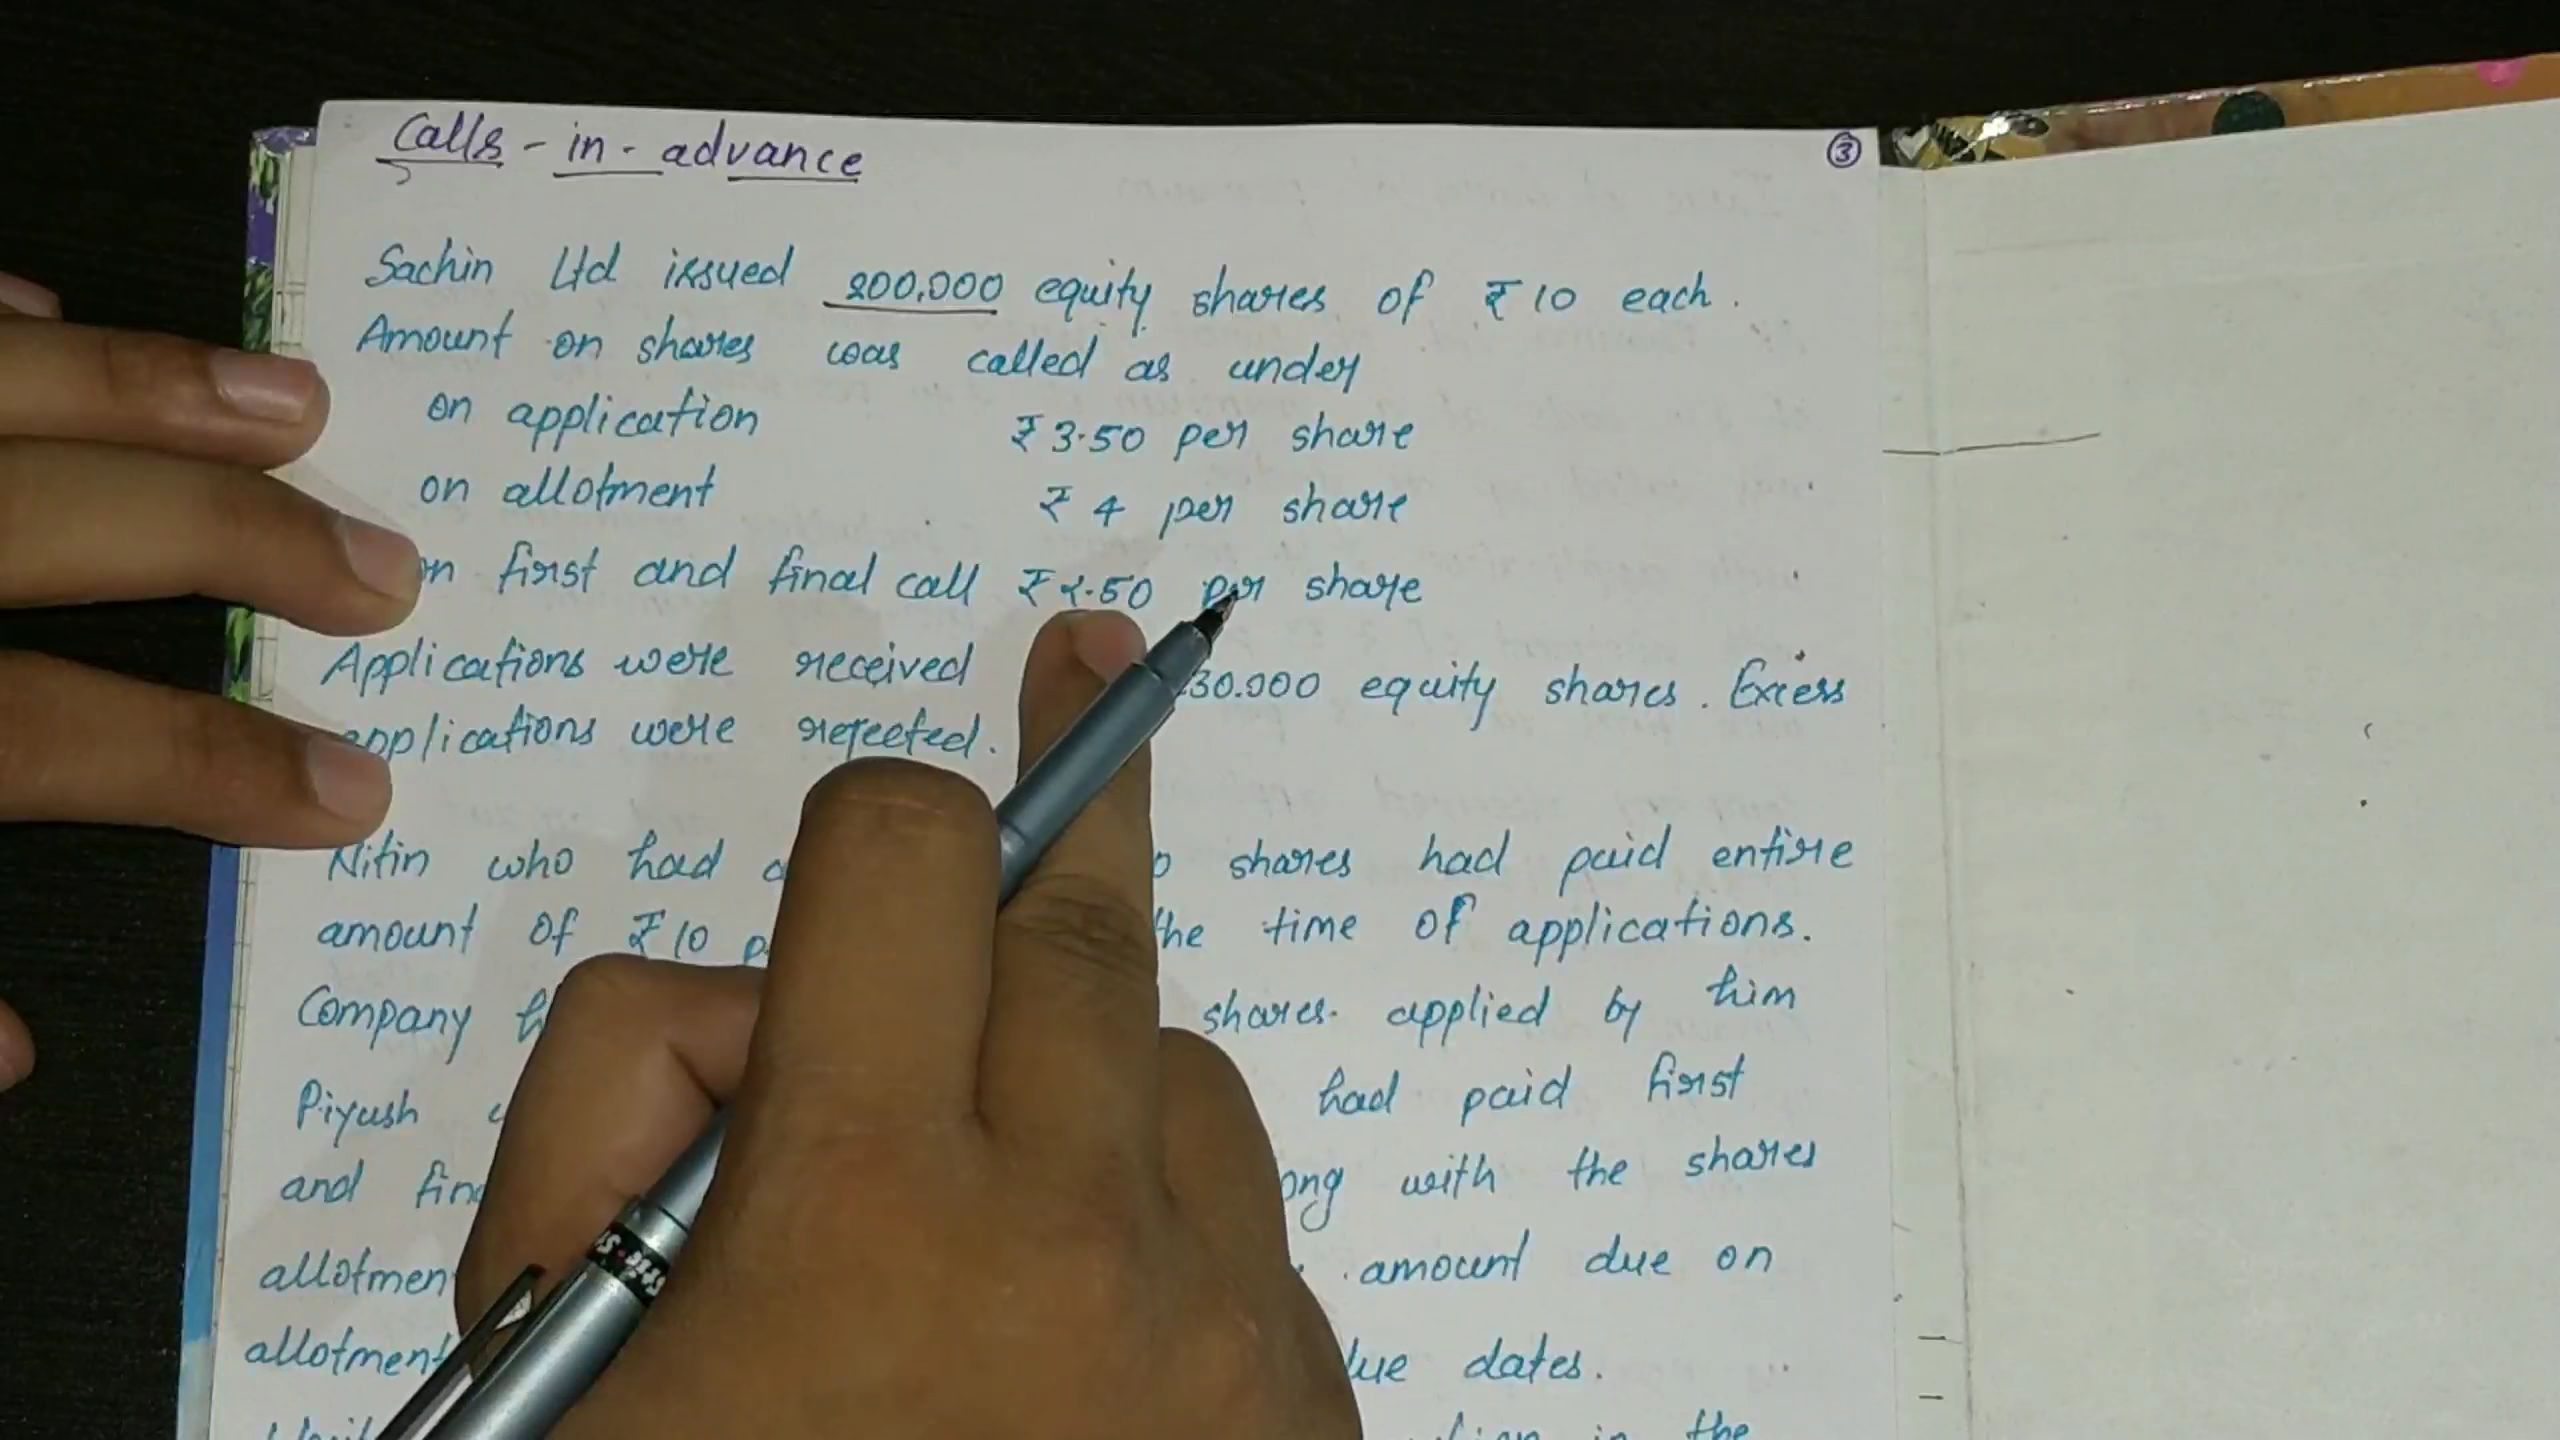 Calls - in - advance
3
Sachin Ltd issued 200,000 equity shares of ₹ 10 each.
Amount on shares was called as under
on application ₹ 3.50 per share
on allotment ₹ 4 per share
on first and final call ₹ 2.50 per share
Applications were received 30.000 equity shares. Excess
applications were rejected.
Nitin who had shares had paid entire
amount of ₹ 10 the time of applications.
Company shares. applied by him
Piyush had paid first
and with the shares
amount due on
allotment dates.
the